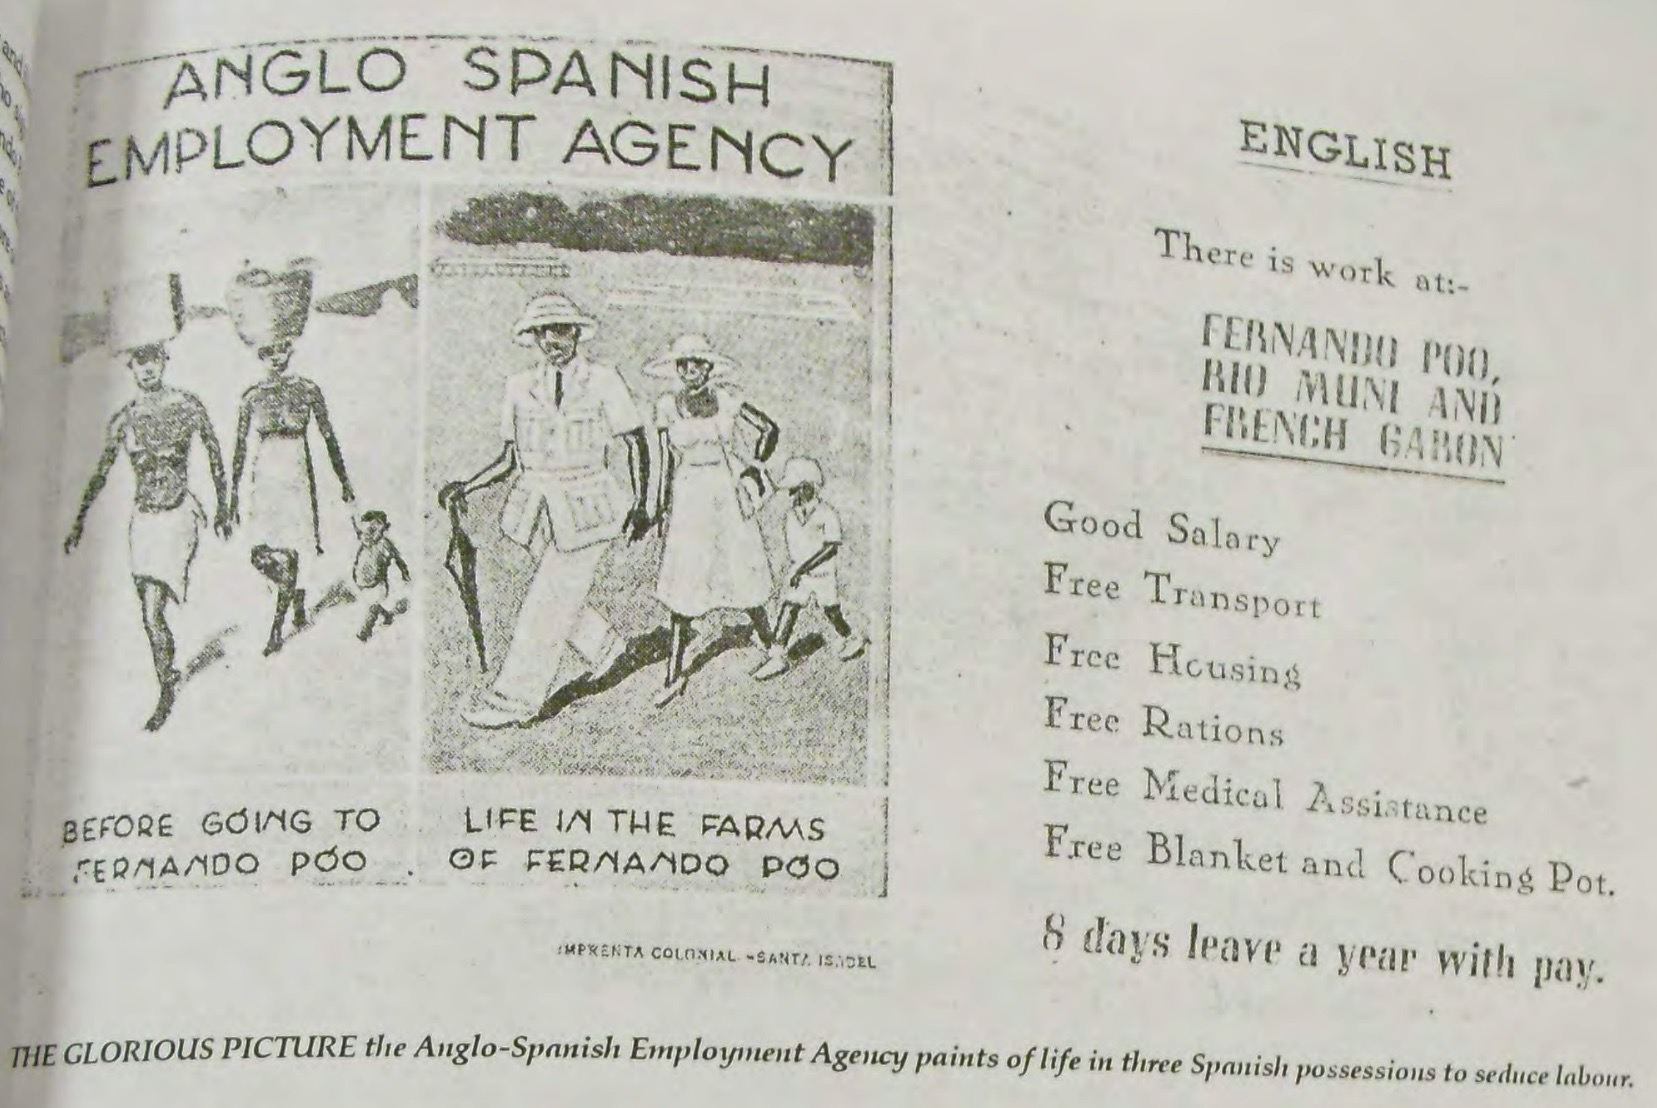 ANGLO SPANISH
EMPLOYMENT AGENCY
BEFORE GOING TO
FERNANDO PÓO.
LIFE IN THE FARMS
OF FERNANDO PÓO
IMPRENTA COLONIAL - SANTA ISABEL
ENGLISH
There is work at:-
FERNANDO POO,
RIO MUNI AND
FRENCH GABON
Good Salary
Free Transport
Free Housing
Free Rations
Free Medical Assistance
Free Blanket and Cooking Pot.
8 days leave a year with pay.
THE GLORIOUS PICTURE the Anglo-Spanish Employment Agency paints of life in three Spanish possessions to seduce labour.